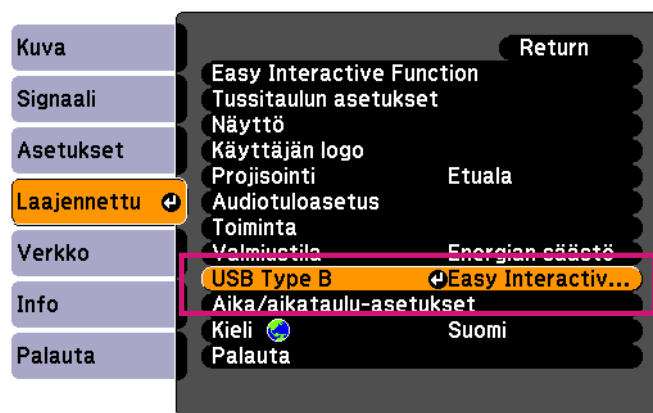 Kuva
Signaali
Asetukset
Laajennettu
Verkko
Info
Palauta
Return
Easy Interactive Function
Tussitaulun asetukset
Näyttö
Käyttäjän logo
Projisointi Etuala
Audiotuloasetus
Toiminta
Valmiustila Energian säästö
USB Type B Easy Interactiv...
Aika/aikataulu-asetukset
Kieli Suomi
Palauta